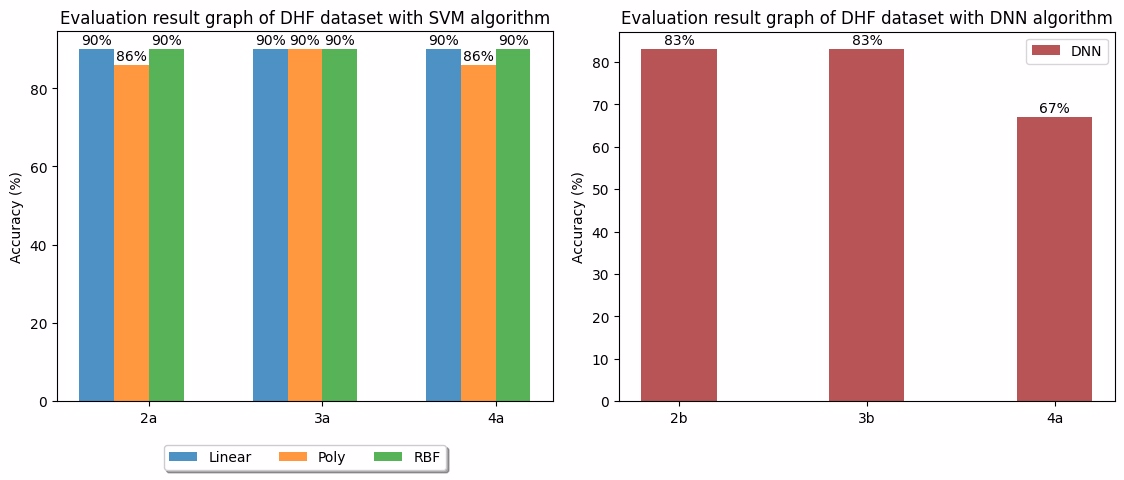 Evaluation result graph of DHF dataset with SVM algorithm
90% 86% 90% 90% 90% 90% 90% 86% 90%
Accuracy (%)
80
60
40
20
0
2a 3a 4a
Linear Poly RBF
Evaluation result graph of DHF dataset with DNN algorithm
DNN
83% 83% 67%
Accuracy (%)
80
70
60
50
40
30
20
10
0
2b 3b 4a